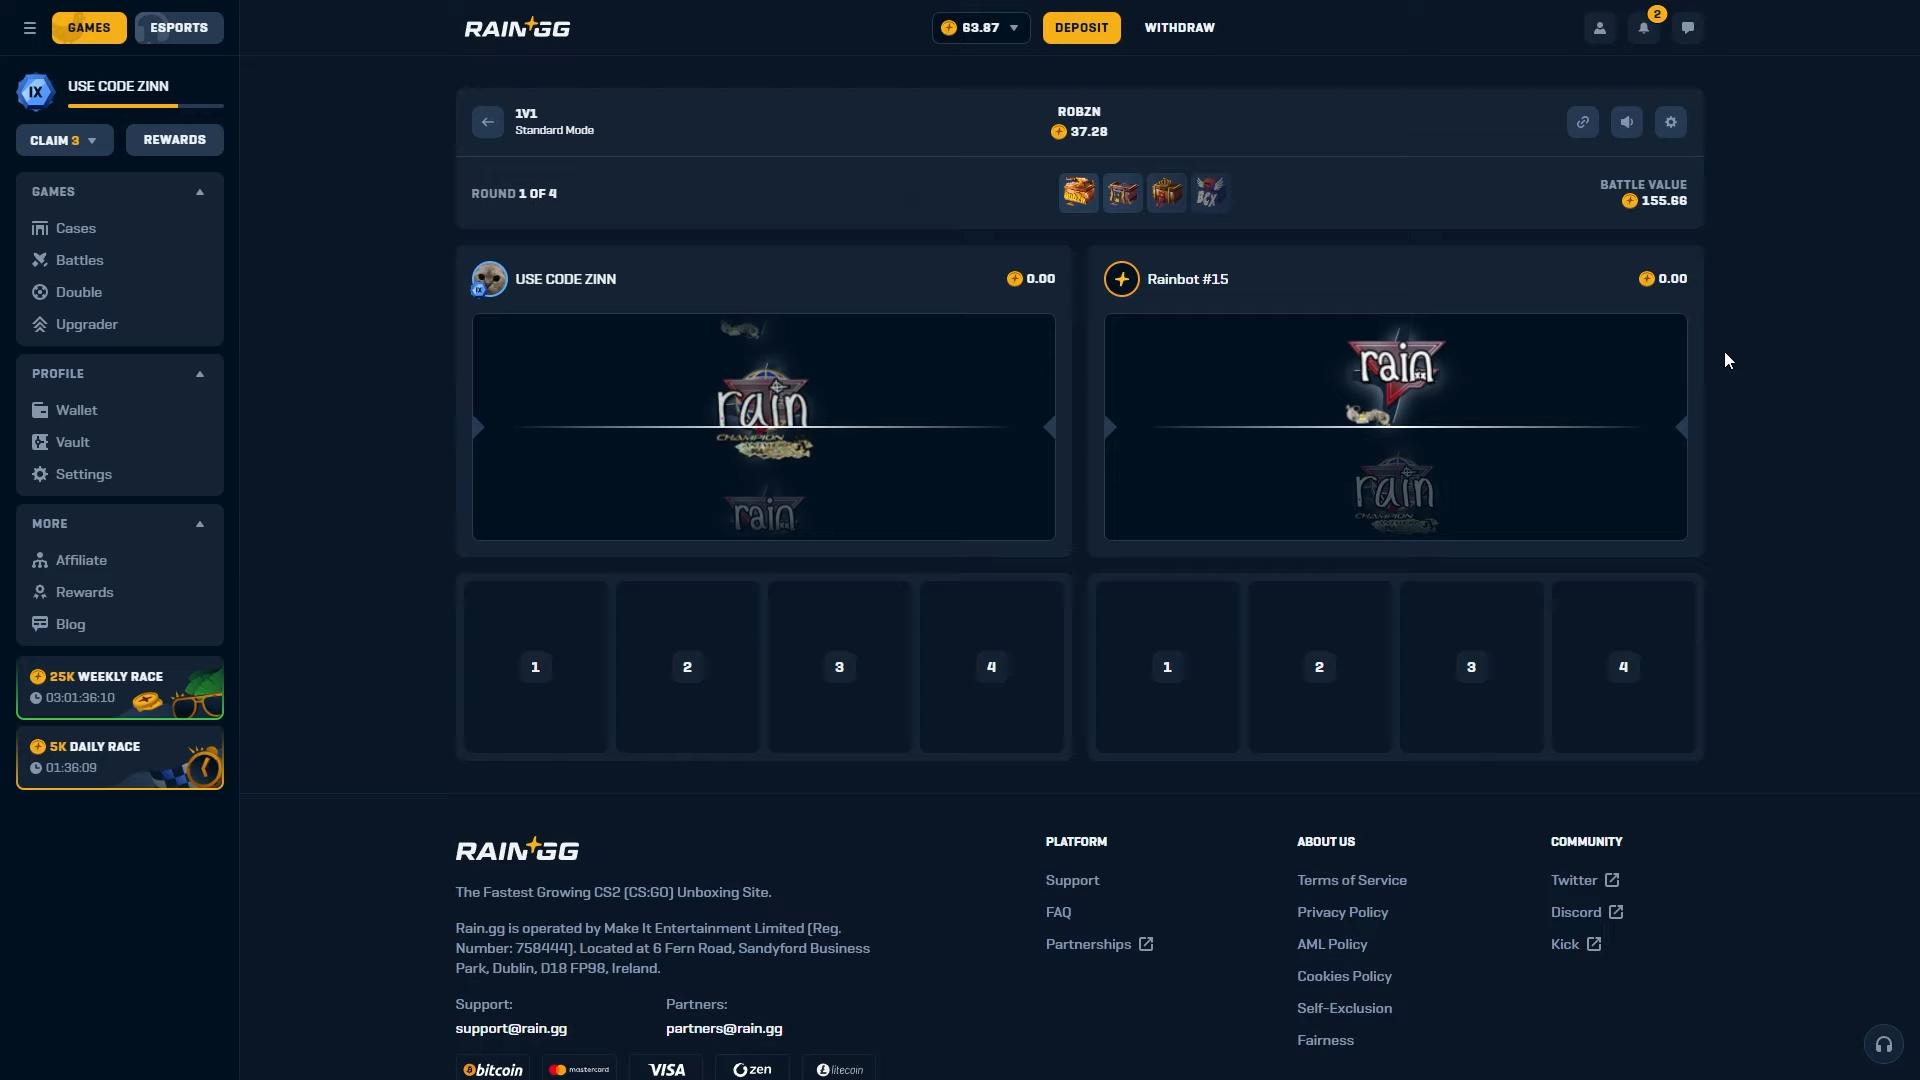 GAMES
ESPORTS
RAIN GG
63.87
DEPOSIT
WITHDRAW
2
IX
USE CODE ZINN
CLAIM 3
REWARDS
GAMES
Cases
Battles
Double
Upgrader
PROFILE
Wallet
Vault
Settings
MORE
Affiliate
Rewards
Blog
25K WEEKLY RACE
03:01:36:10
5K DAILY RACE
01:36:09
1V1
Standard Mode
ROBZN
37.28
ROUND 1 OF 4
BCX
BATTLE VALUE
155.66
USE CODE ZINN
0.00
Rainbot #15
0.00
rain
CHAMPION
rain
rain
rain
CHAMPION
1
2
3
4
1
2
3
4
RAIN GG
The Fastest Growing CS2 (CS:GO) Unboxing Site.
Rain.gg is operated by Make It Entertainment Limited (Reg.
Number: 758444). Located at 6 Fern Road, Sandyford Business
Park, Dublin, D18 FP98, Ireland.
Support:
support@rain.gg
Partners:
partners@rain.gg
bitcoin
mastercard
VISA
zen
litecoin
PLATFORM
Support
FAQ
Partnerships
ABOUT US
Terms of Service
Privacy Policy
AML Policy
Cookies Policy
Self-Exclusion
Fairness
COMMUNITY
Twitter
Discord
Kick